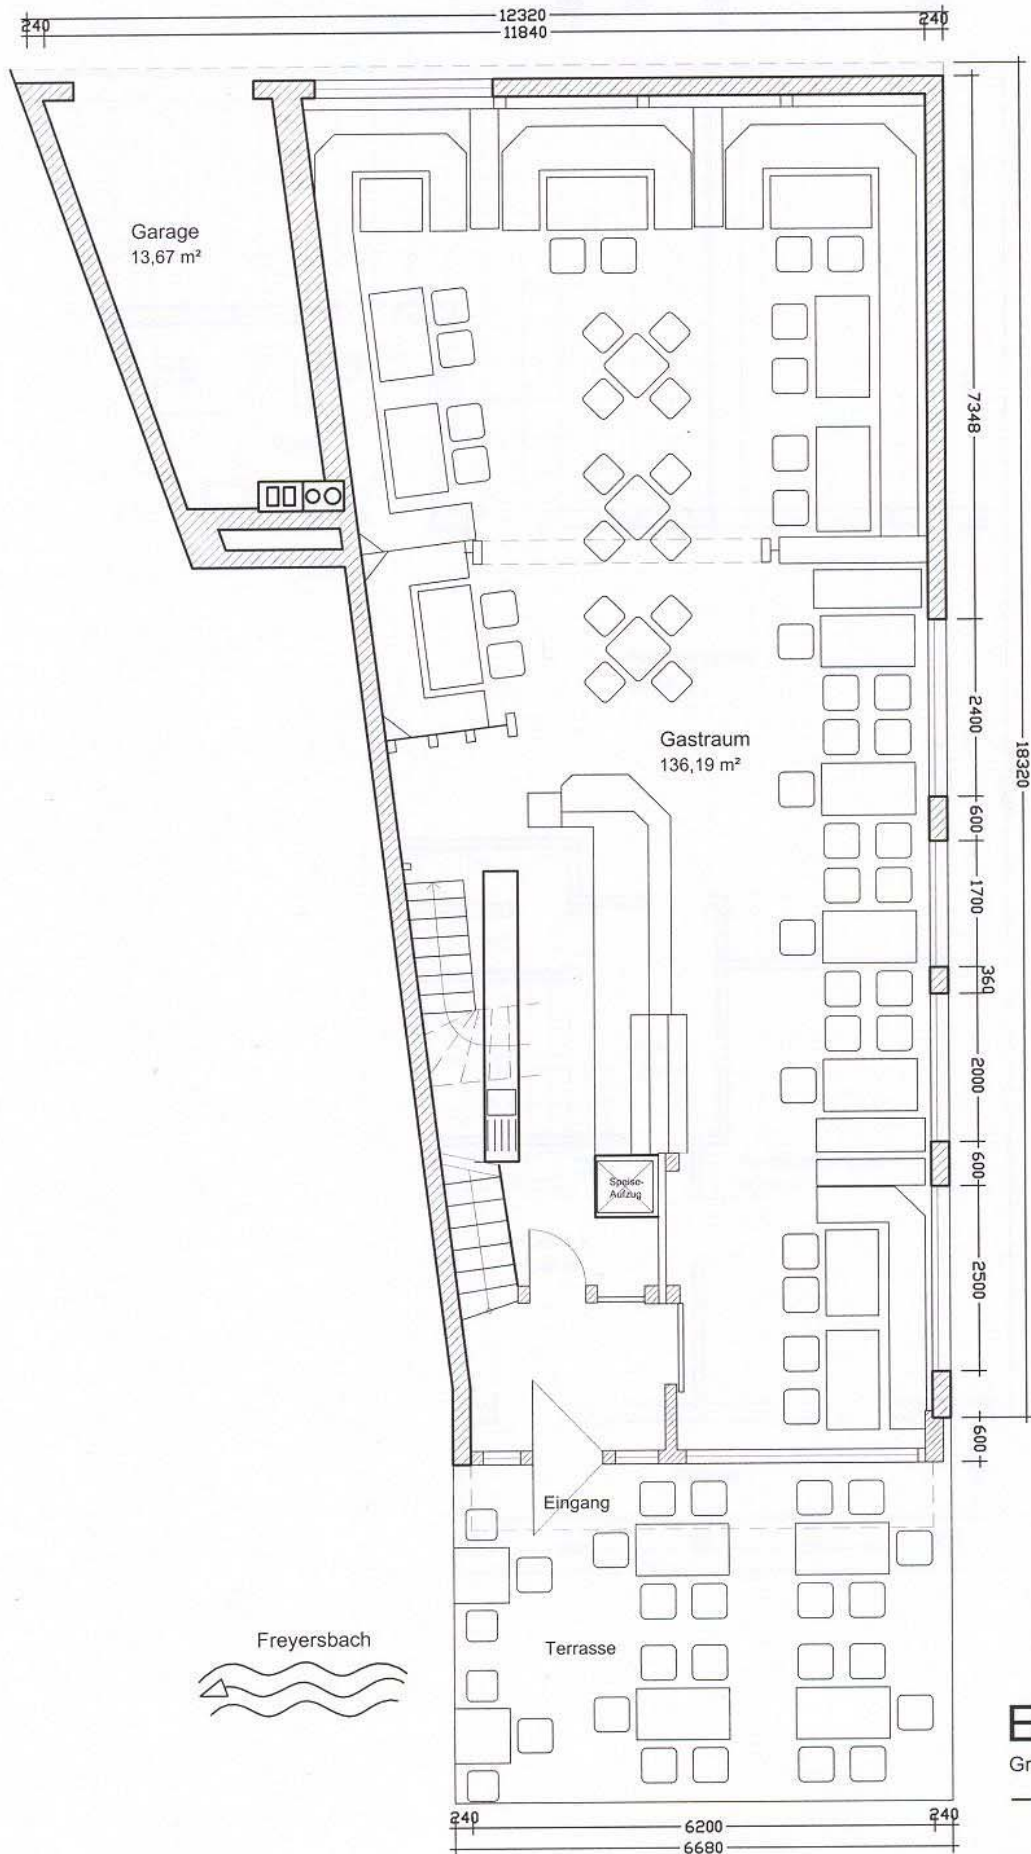 12320
240
240
11840
Garage
13,67 m²
7348
2400
18320
Gastraum
136,19 m²
600
1700
360
2000
600
Speise-
Aufzug
2500
600
Eingang
Freyersbach
Terrasse
E
Gr
240
240
6200
6680